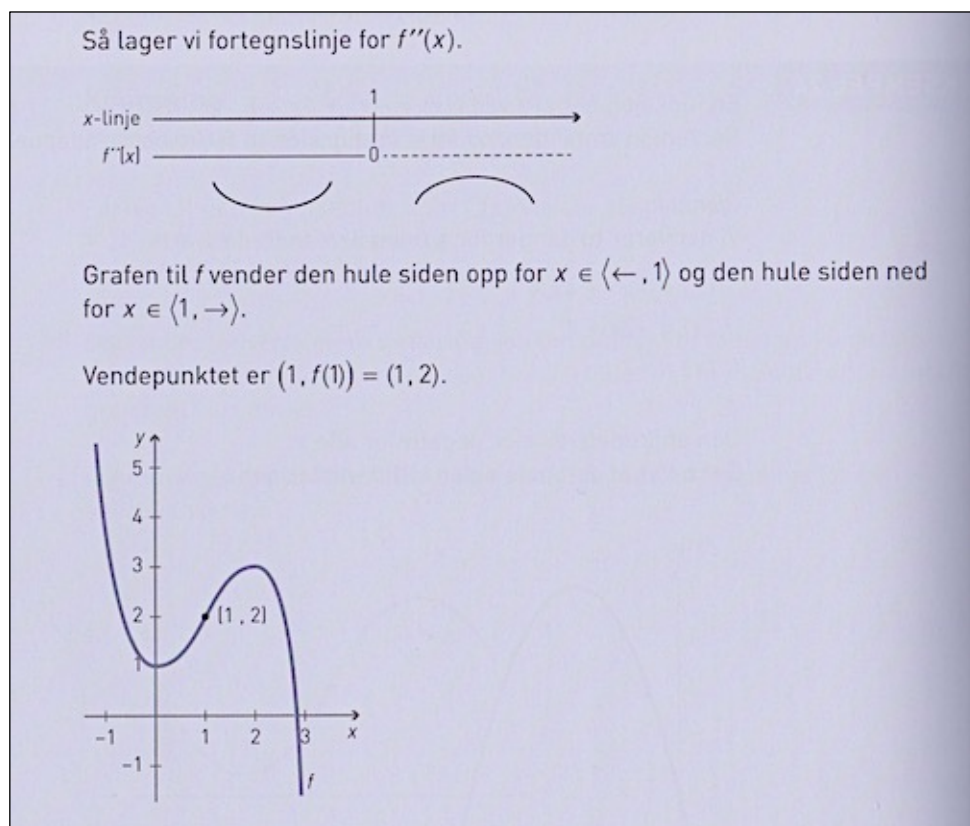 Så lager vi fortegnslinje for f″(x).
1
x-linje
f″(x) 0
Grafen til f vender den hule siden opp for x ∈ ⟨←, 1⟩ og den hule siden ned
for x ∈ ⟨1, →⟩.
Vendepunktet er (1, f(1)) = (1, 2).
y
5
4
3
2 (1, 2)
1
-1 1 2 3 x
-1
f